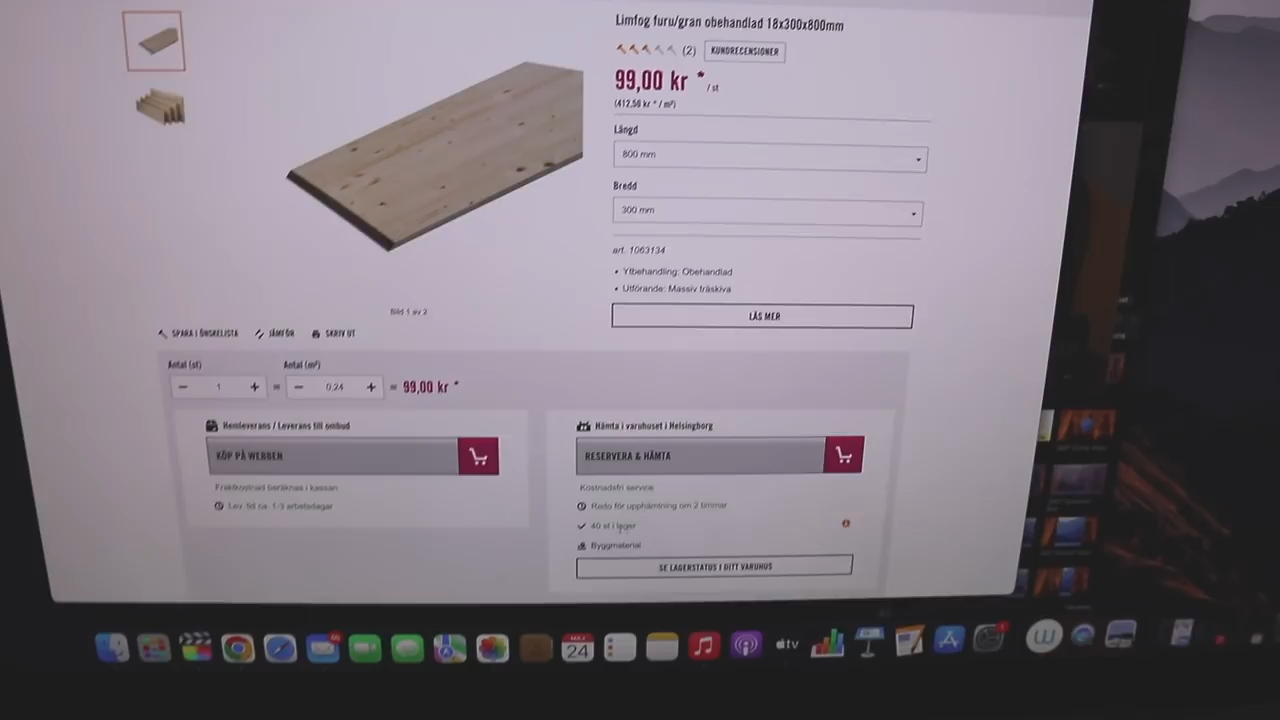 Limfog furu/gran obehandlad 18x300x800mm
(2) KUNDRECENSIONER
99,00 kr * / st
(412,50 kr * / m²)
Längd
800 mm
Bredd
300 mm
art. 1063134
• Ytbehandling: Obehandlad
• Utförande: Massiv träskiva
LÄS MER
Bild 1 av 2
SPARA I ÖNSKELISTA JÄMFÖR SKRIV UT
Antal (st) Antal (m²)
− 1 + = − 0,24 + = 99,00 kr *
Hemleverans / Leverans till ombud
KÖP PÅ WEBBEN
Fraktkostnad beräknas i kassan
Lev. tid ca. 1-3 arbetsdagar
Hämta i varuhuset i Helsingborg
RESERVERA & HÄMTA
Kostnadsfri service
Redo för upphämtning om 2 timmar
40 st i lager
Byggmaterial
SE LAGERSTATUS I DITT VARUHUS
24
tv